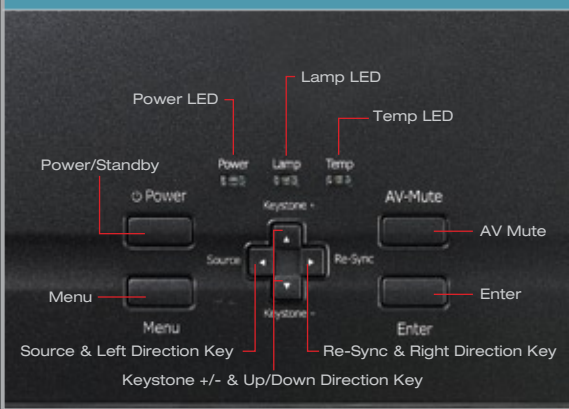 Lamp LED
Power LED
Temp LED
Power Lamp Temp
Power/Standby
Power
Keystone +
AV-Mute
AV Mute
Source
Re-Sync
Menu
Enter
Keystone -
Menu
Enter
Source & Left Direction Key
Re-Sync & Right Direction Key
Keystone +/- & Up/Down Direction Key